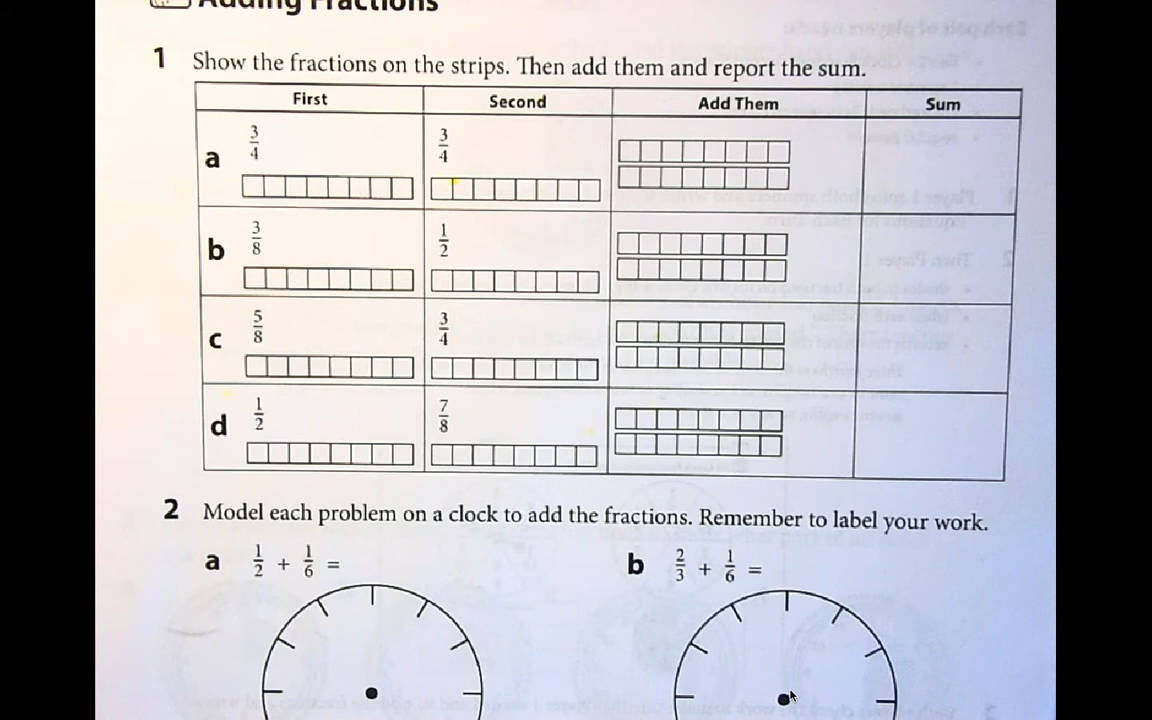 Adding Fractions
1 Show the fractions on the strips. Then add them and report the sum.
First Second Add Them Sum
a 3/4 3/4
b 3/8 1/2
c 5/8 3/4
d 1/2 7/8
2 Model each problem on a clock to add the fractions. Remember to label your work.
a 1/2 + 1/6 =
b 2/3 + 1/6 =